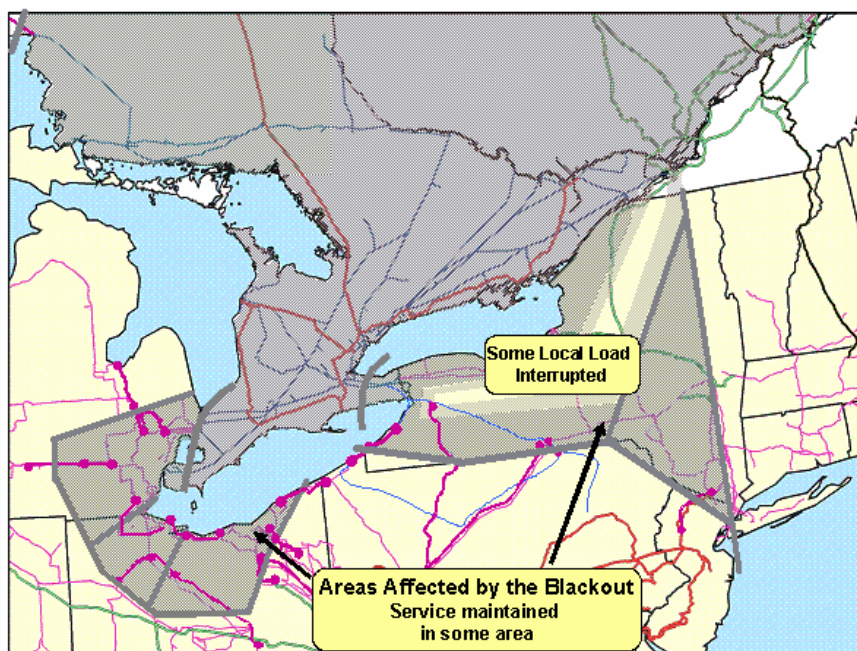 Some Local Load
Interrupted
Areas Affected by the Blackout
Service maintained
in some area